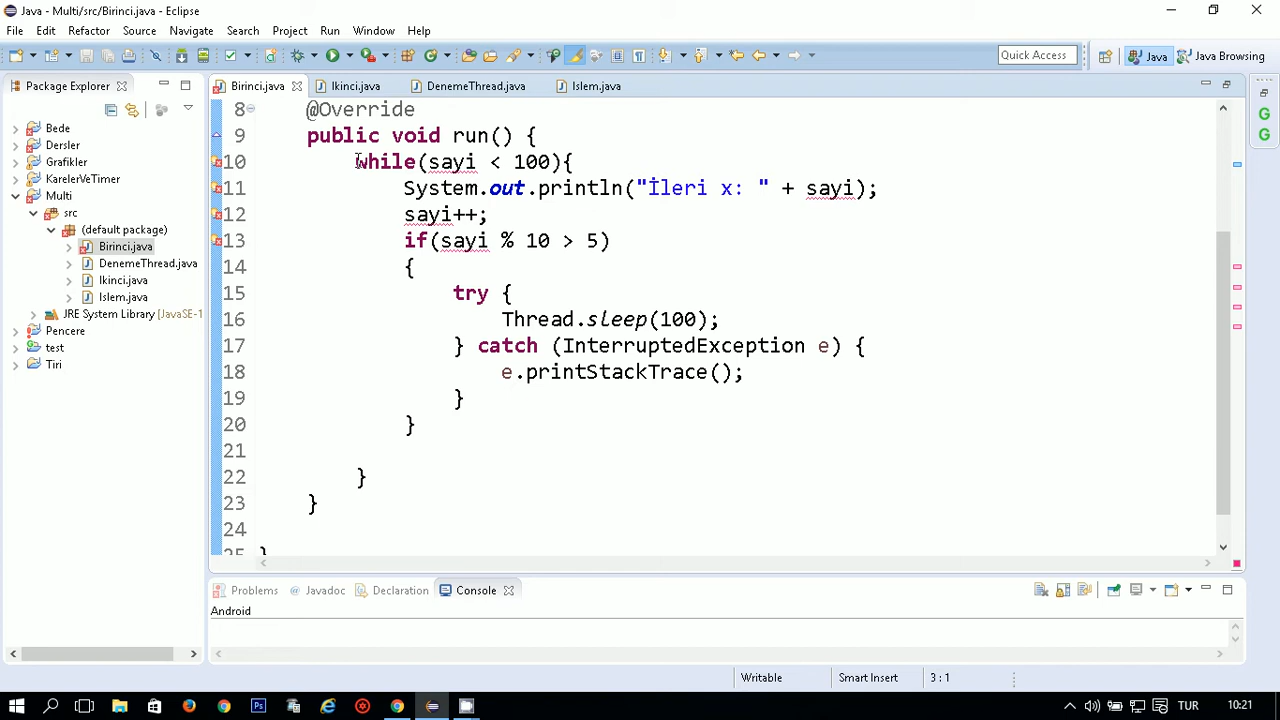 Java - Multi/src/Birinci.java - Eclipse
File Edit Refactor Source Navigate Search Project Run Window Help
Quick Access Java Java Browsing
Package Explorer
Birinci.java Ikinci.java DenemeThread.java Islem.java
Bede
Dersler
Grafikler
KarelerVeTimer
Multi
src
(default package)
Birinci.java
DenemeThread.java
Ikinci.java
Islem.java
JRE System Library [JavaSE-1
Pencere
test
Tiri
8 @Override
9 public void run() {
10 while(sayi < 100){
11 System.out.println("İleri x: " + sayi);
12 sayi++;
13 if(sayi % 10 > 5)
14 {
15 try {
16 Thread.sleep(100);
17 } catch (InterruptedException e) {
18 e.printStackTrace();
19 }
20 }
21
22 }
23 }
24
25 }
Problems @ Javadoc Declaration Console
Android
Writable Smart Insert 3 : 1
TUR 10:21